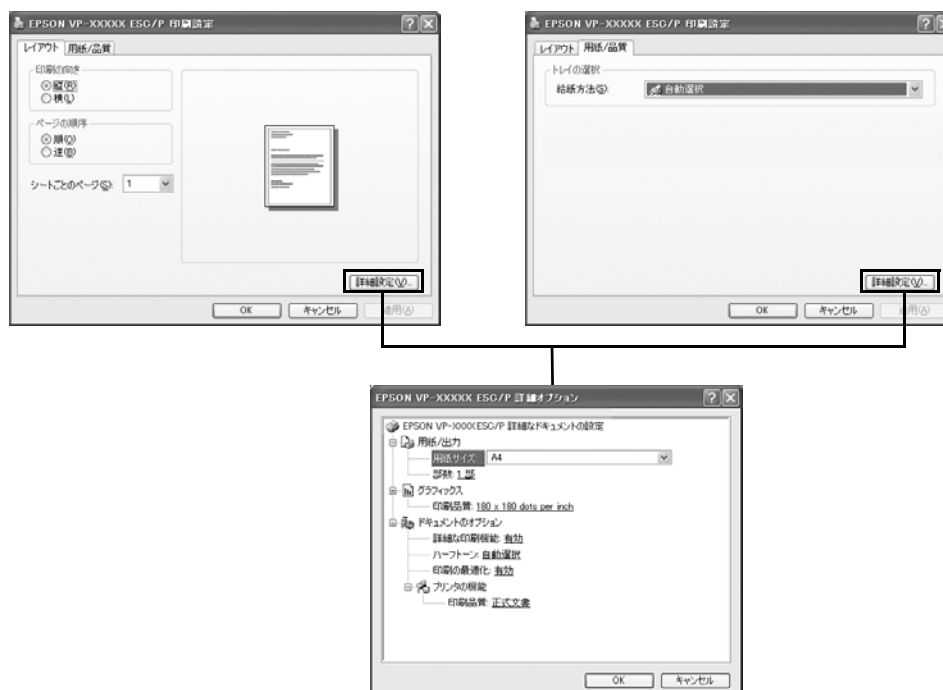 EPSON VP-XXXXX ESC/P 印刷設定
レイアウト 用紙/品質
印刷の向き
縦(R)
横(L)
ページの順序
順(O)
逆(B)
シートごとのページ(S): 1
詳細設定(V)...
OK キャンセル 適用(A)
EPSON VP-XXXXX ESC/P 印刷設定
レイアウト 用紙/品質
トレイの選択
給紙方法(S): 自動選択
詳細設定(V)...
OK キャンセル 適用(A)
EPSON VP-XXXXX ESC/P 詳細オプション
EPSON VP-XXXX ESC/P 詳細なドキュメントの設定
用紙/出力
用紙サイズ: A4
部数: 1 部
グラフィックス
印刷品質: 180 x 180 dots per inch
ドキュメントのオプション
詳細な印刷機能: 有効
ハーフトーン: 自動選択
印刷の最適化: 有効
プリンタの機能
印刷品質: 正式文書
OK キャンセル